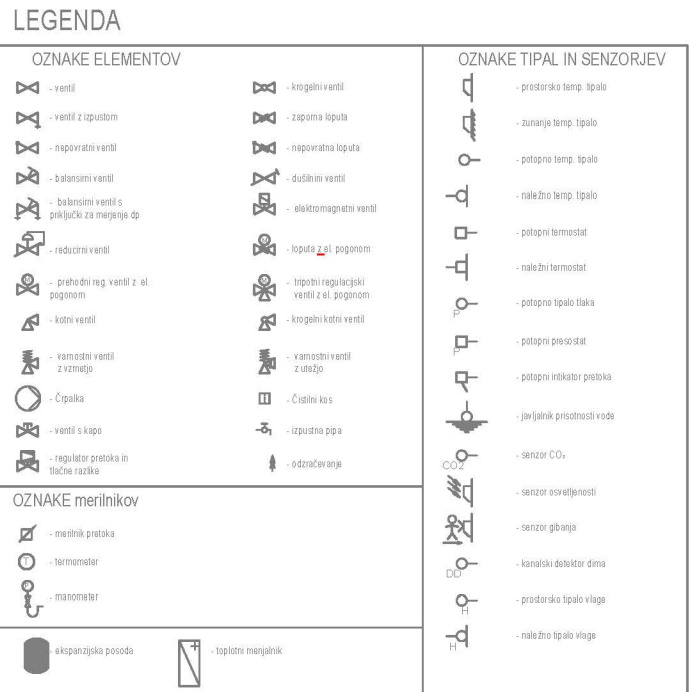 LEGENDA
OZNAKE ELEMENTOV
- ventil
- ventil z izpustom
- nepovratni ventil
- balansirni ventil
- balansirni ventil s
priključki za merjenje dp
- reducirni ventil
- prehodni reg. ventil z el.
pogonom
- kotni ventil
- varnostni ventil
z vzmetjo
- Črpalka
- ventil s kapo
- regulator pretoka in
tlačne razlike
- krogelni ventil
- zaporna loputa
- nepovratna loputa
- dušilnini ventil
- elektromagnetni ventil
- loputa z el. pogonom
- tripotni regulacijski
ventil z el. pogonom
- krogelni kotni ventil
- varnostni ventil
z utežjo
- Čistilni kos
- izpustna pipa
- odzračevanje
OZNAKE merilnikov
- merilnik pretoka
T
- termometer
P
- manometer
- ekspanzijska posoda
+
- toplotni menjalnik
OZNAKE TIPAL IN SENZORJEV
- prostorsko temp. tipalo
- zunanje temp. tipalo
- potopno temp. tipalo
- naležno temp. tipalo
- potopni termostat
- naležni termostat
P
- potopno tipalo tlaka
P
- potopni presostat
- potopni intikator pretoka
- javljalnik prisotnosti vode
CO2
- senzor CO₂
- senzor osvetljenosti
- senzor gibanja
DD
- kanalski detektor dima
H
- prostorsko tipalo vlage
H
- naležno tipalo vlage